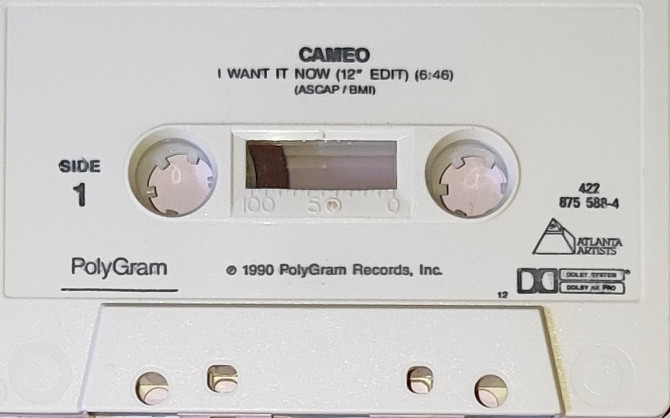 CAMEO
I WANT IT NOW (12" EDIT) (6:46)
(ASCAP / BMI)
SIDE
1
100 50 0
422
875 588-4
ATLANTA
ARTISTS
PolyGram
℗ 1990 PolyGram Records, Inc.
12
DOLBY SYSTEM
DOLBY HX PRO